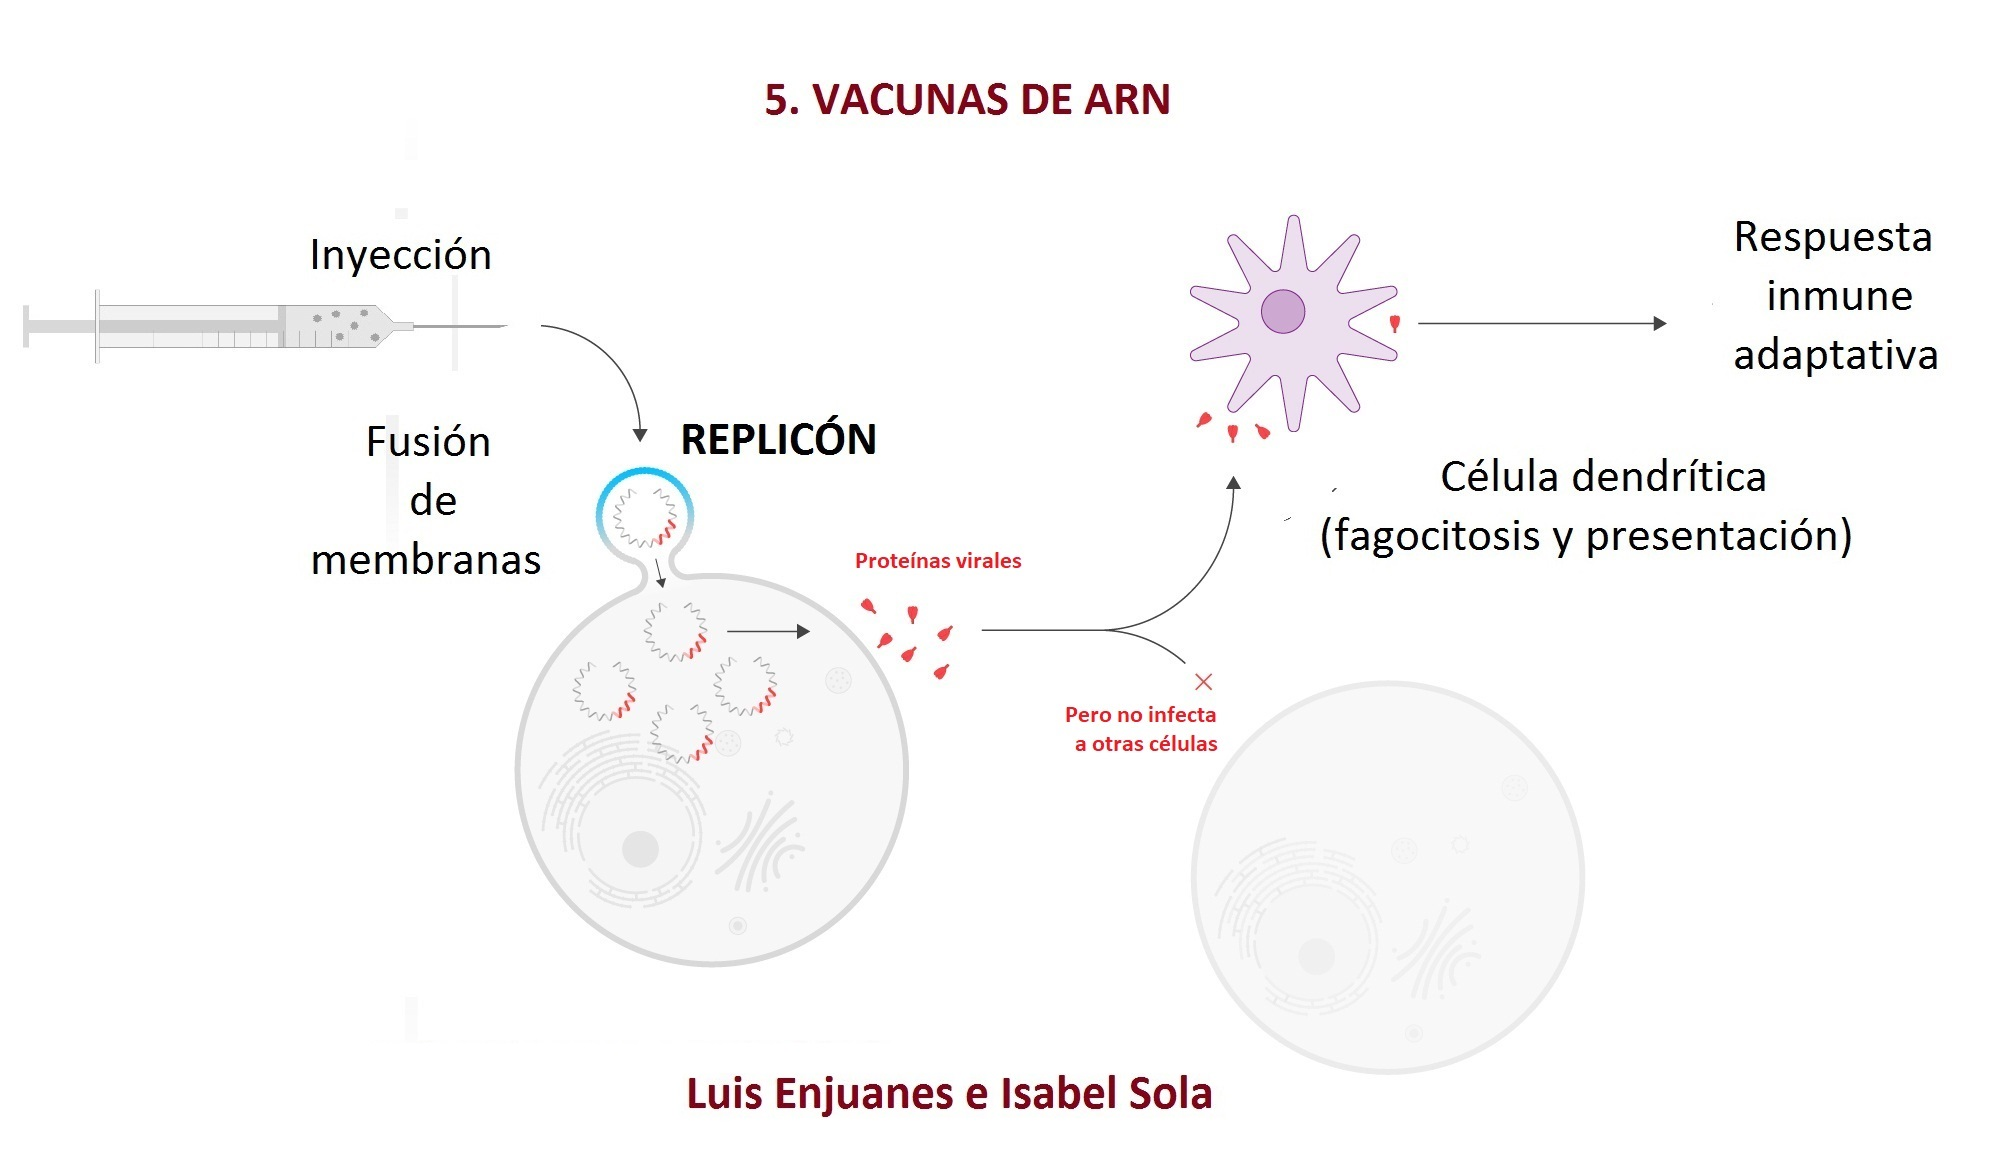 5. VACUNAS DE ARN
Inyección
Fusión
de
membranas
REPLICÓN
Proteínas virales
Pero no infecta
a otras células
Respuesta
inmune
adaptativa
Célula dendrítica
(fagocitosis y presentación)
Luis Enjuanes e Isabel Sola